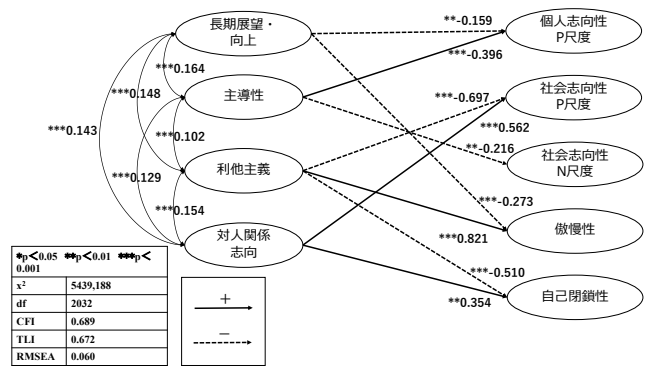 長期展望・
向上
**-0.159
個人志向性
P尺度
***-0.396
***0.164
***0.148
主導性
***-0.697
社会志向性
P尺度
***0.143
***0.102
***0.562
**-0.216
社会志向性
N尺度
***0.129
利他主義
***0.154
***-0.273
傲慢性
対人関係
志向
***0.821
***-0.510
**0.354
自己閉鎖性
*p<0.05 **p<0.01 ***p<
0.001
x² 5439,188
df 2032
CFI 0.689
TLI 0.672
RMSEA 0.060
+
−